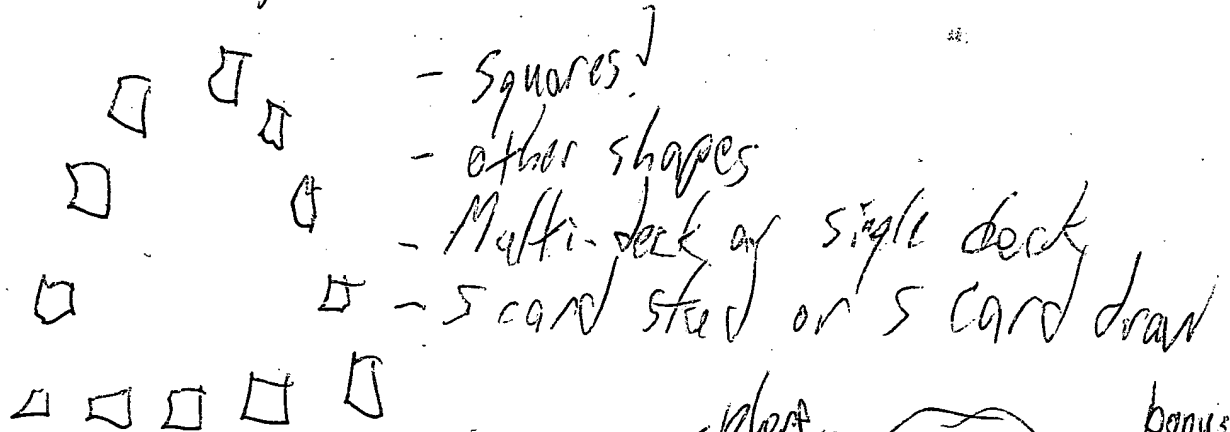 - squares
- other shapes
- Multi-deck or single deck
- 5 card stud or 5 card draw
bonus